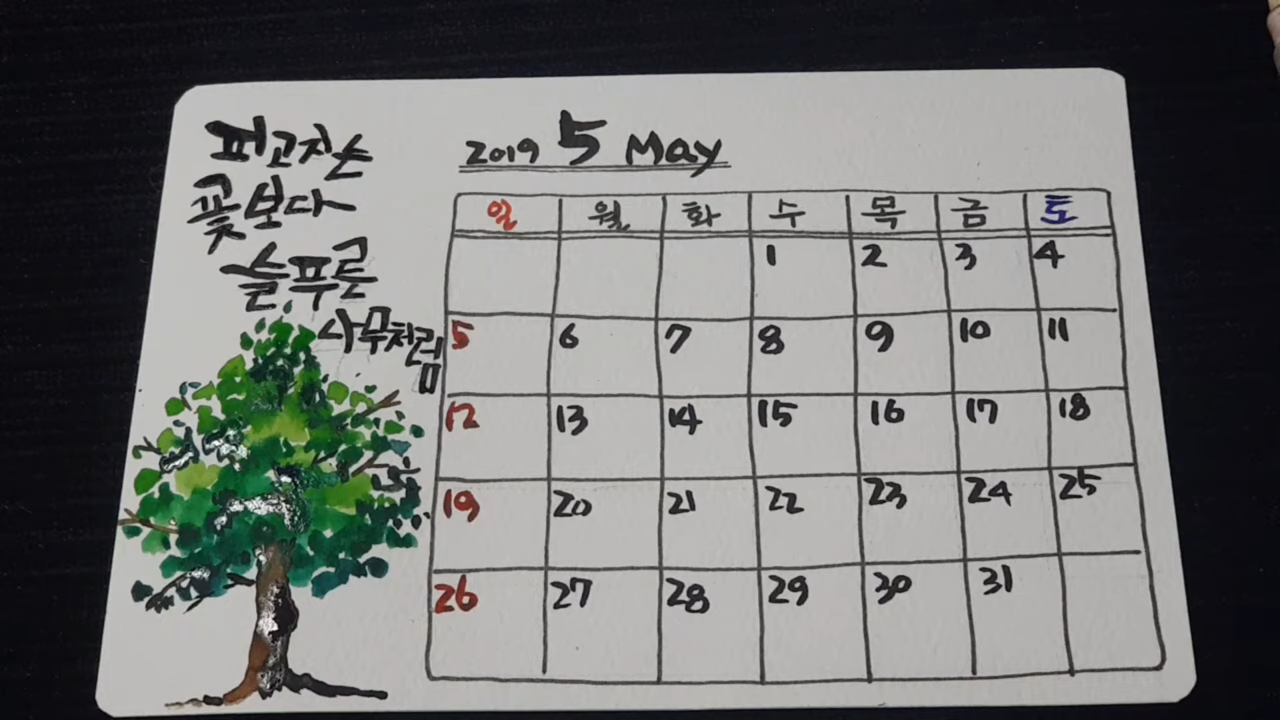 퍼고지는
꽃보다
슬푸른
나무처럼
2019 5 May
일 월 화 수 목 금 토
1 2 3 4
5 6 7 8 9 10 11
12 13 14 15 16 17 18
19 20 21 22 23 24 25
26 27 28 29 30 31